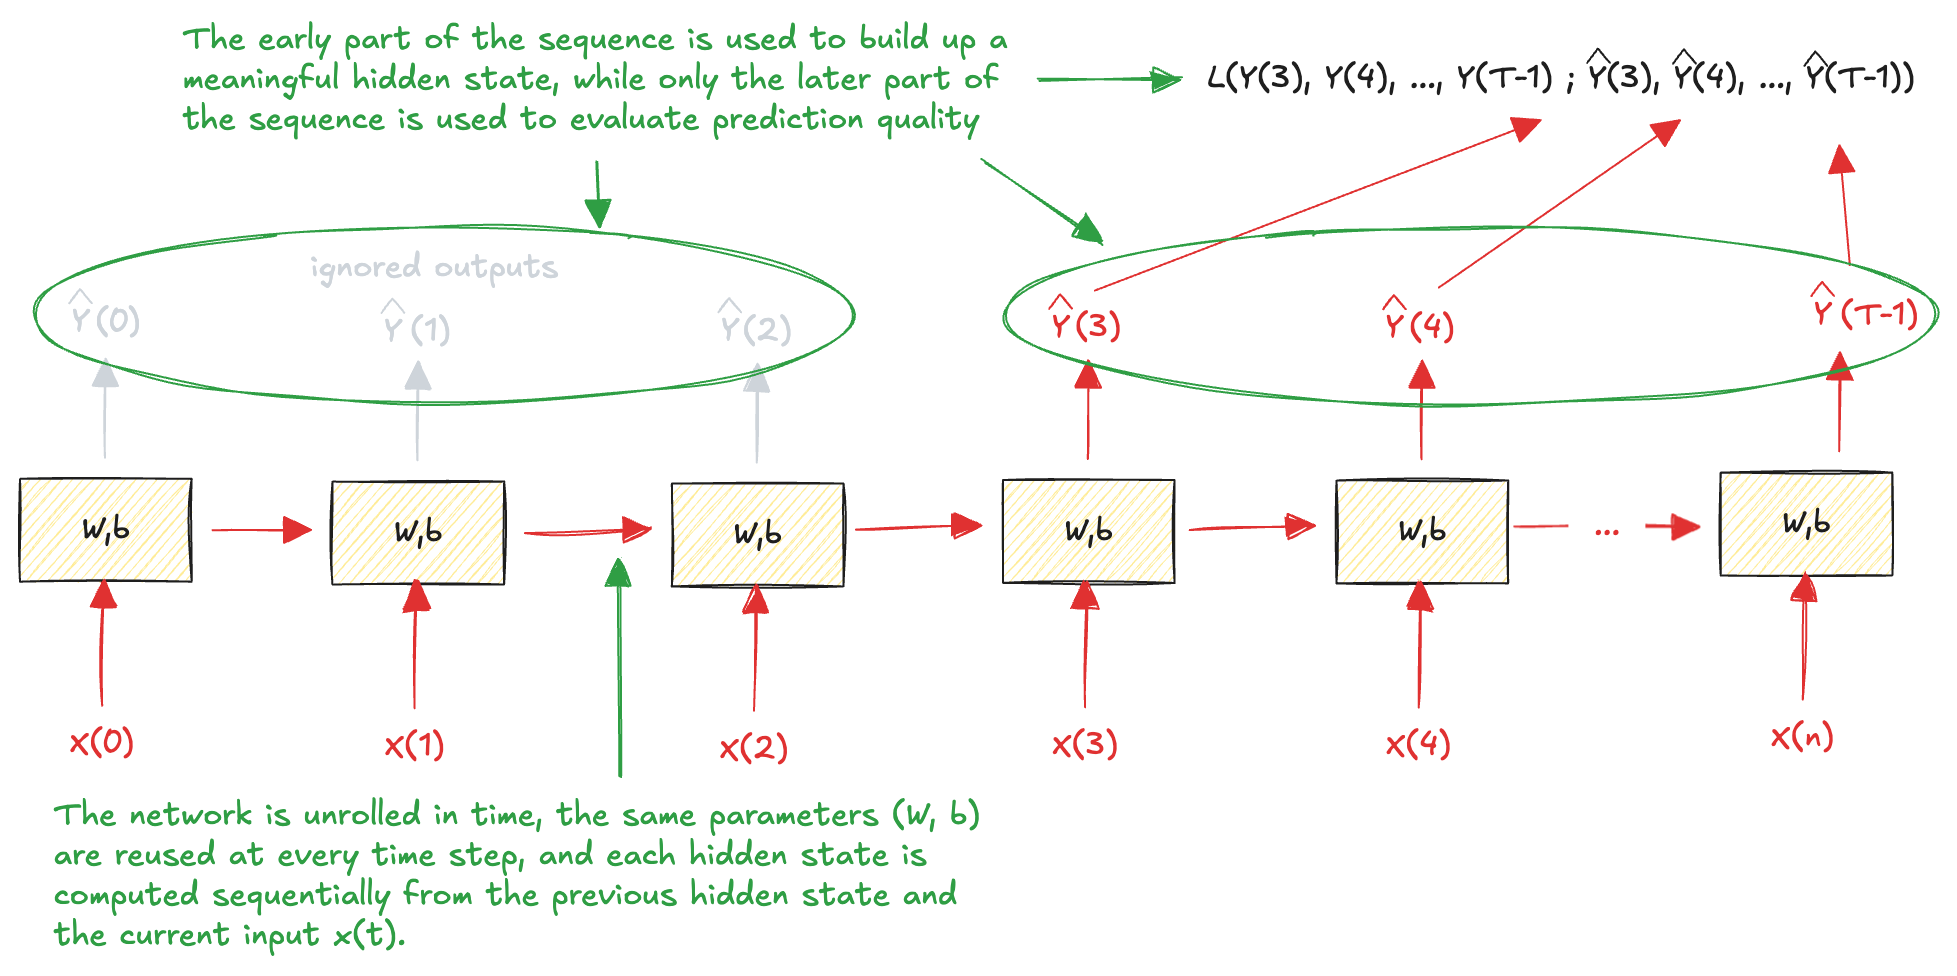 The early part of the sequence is used to build up a
meaningful hidden state, while only the later part of
the sequence is used to evaluate prediction quality
L(Y(3), Y(4), ..., Y(T-1) ; Ŷ(3), Ŷ(4), ..., Ŷ(T-1))
ignored outputs
Ŷ(0) Ŷ(1) Ŷ(2) Ŷ(3) Ŷ(4) Ŷ(T-1)
W,b W,b W,b W,b W,b ... W,b
x(0) x(1) x(2) x(3) x(4) x(n)
The network is unrolled in time, the same parameters (W, b)
are reused at every time step, and each hidden state is
computed sequentially from the previous hidden state and
the current input x(t).